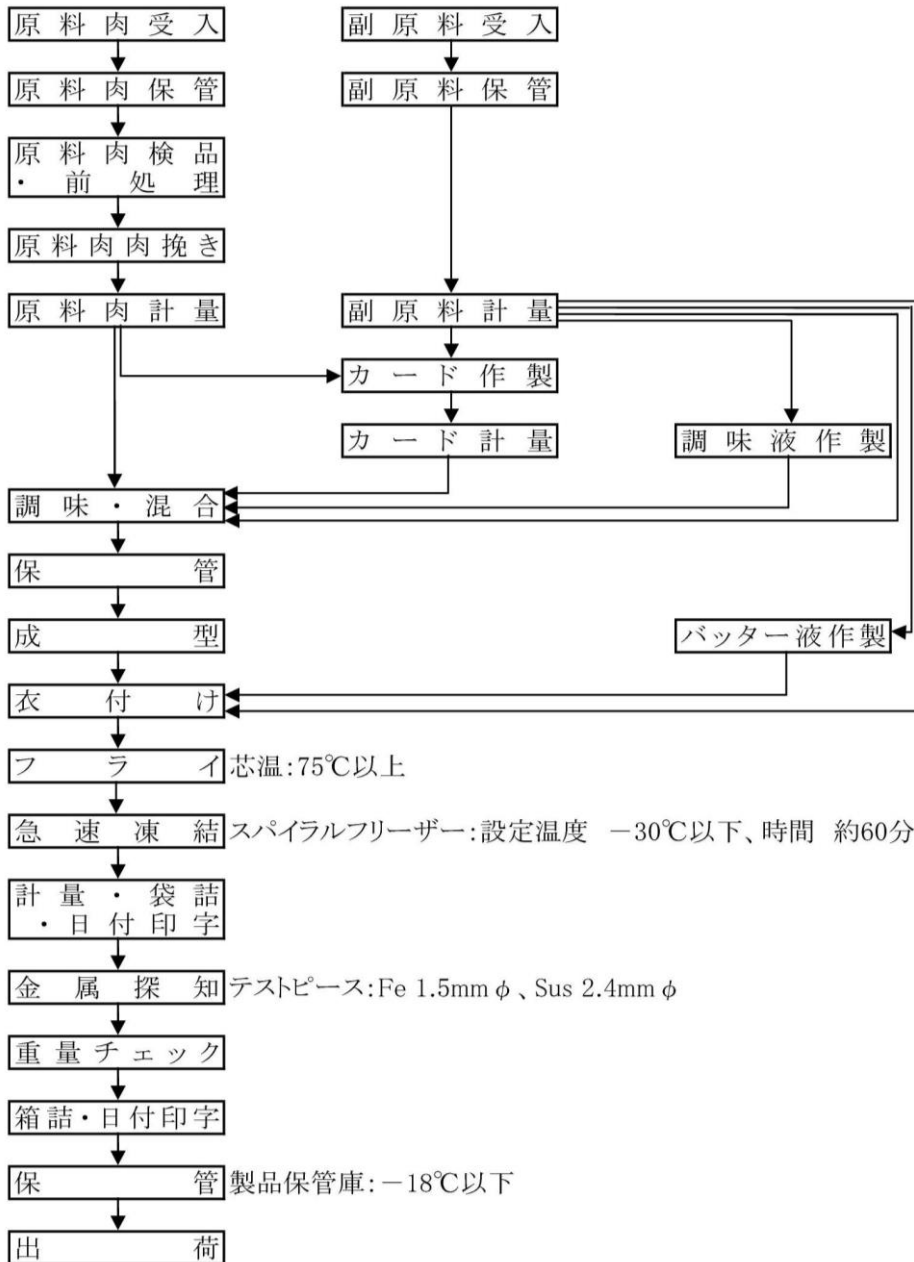 原料肉受入
副原料受入
原料肉保管
副原料保管
原料肉検品
・前処理
原料肉肉挽き
原料肉計量
副原料計量
カード作製
カード計量
調味液作製
調味・混合
保管
成型
バッター液作製
衣付け
フライ 芯温:75℃以上
急速凍結 スパイラルフリーザー:設定温度 -30℃以下、時間 約60分
計量・袋詰
・日付印字
金属探知 テストピース:Fe 1.5mmφ、Sus 2.4mmφ
重量チェック
箱詰・日付印字
保管 製品保管庫:-18℃以下
出荷